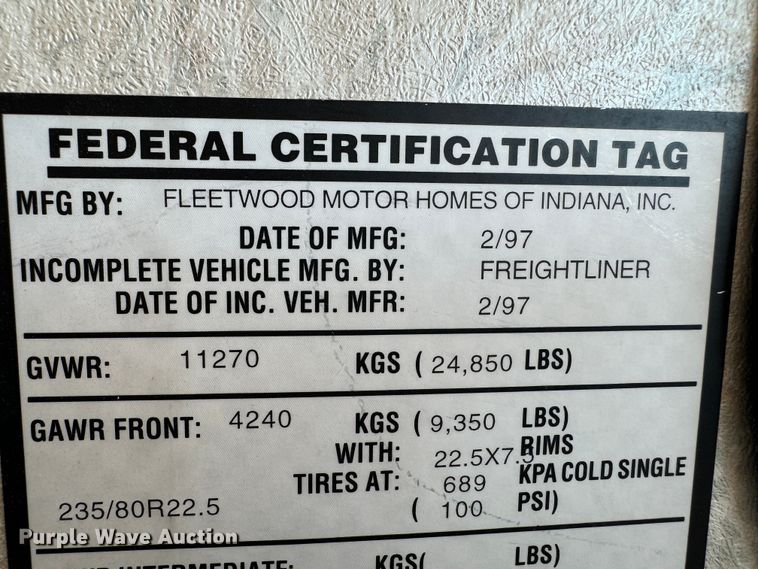 FEDERAL CERTIFICATION TAG
MFG BY: FLEETWOOD MOTOR HOMES OF INDIANA, INC.
DATE OF MFG: 2/97
INCOMPLETE VEHICLE MFG. BY: FREIGHTLINER
DATE OF INC. VEH. MFR: 2/97
GVWR: 11270 KGS ( 24,850 LBS)
GAWR FRONT: 4240 KGS ( 9,350 LBS)
WITH: 22.5X7.5 RIMS
TIRES AT: 689 KPA COLD SINGLE
235/80R22.5 ( 100 PSI)
INTERMEDIATE: KGS( LBS)
Purple Wave Auction